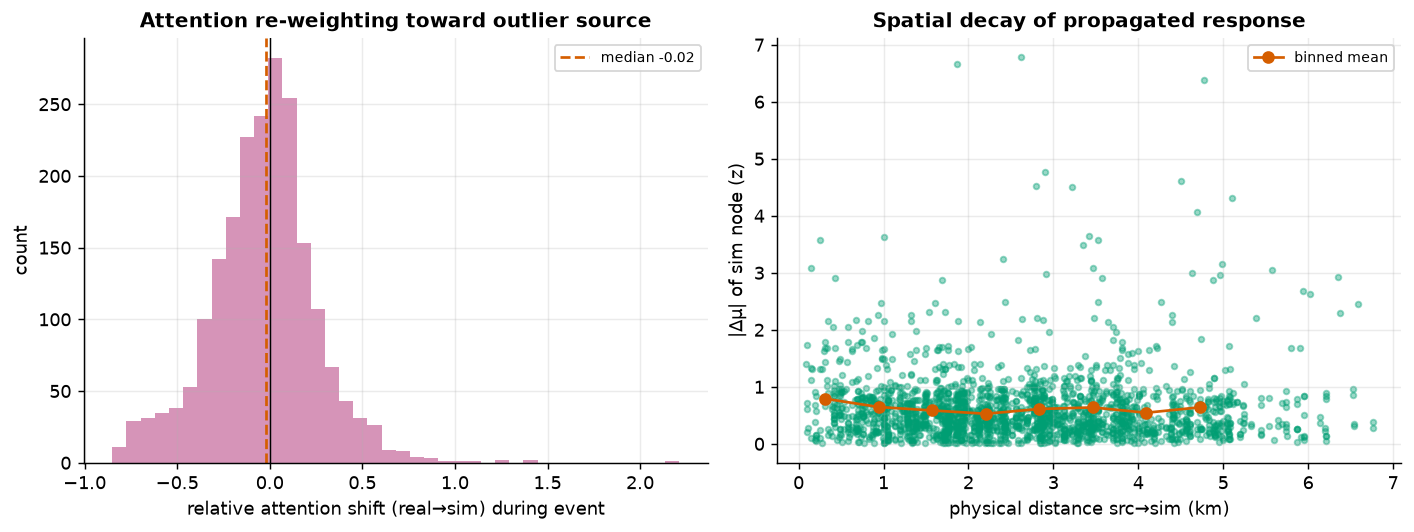 Attention re-weighting toward outlier source
median -0.02
250
200
150
100
50
0
count
−1.0 −0.5 0.0 0.5 1.0 1.5 2.0
relative attention shift (real→sim) during event
Spatial decay of propagated response
binned mean
7
6
5
4
3
2
1
0
|Δμ| of sim node (z)
0 1 2 3 4 5 6 7
physical distance src→sim (km)